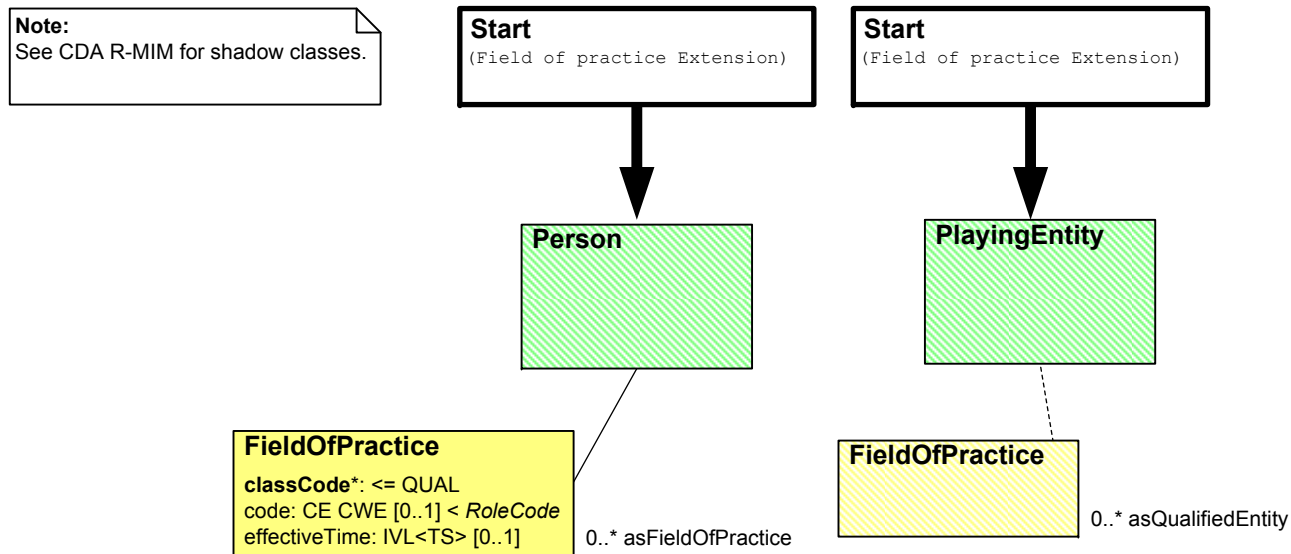 Note:
See CDA R-MIM for shadow classes.
Start
(Field of practice Extension)
Start
(Field of practice Extension)
Person
PlayingEntity
FieldOfPractice
classCode*: <= QUAL
code: CE CWE [0..1] < RoleCode
effectiveTime: IVL<TS> [0..1]
0..* asFieldOfPractice
FieldOfPractice
0..* asQualifiedEntity